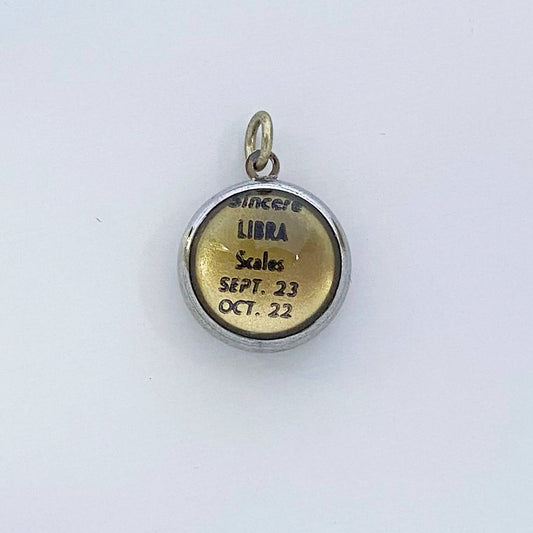 Sincere
LIBRA
Scales
SEPT. 23
OCT. 22